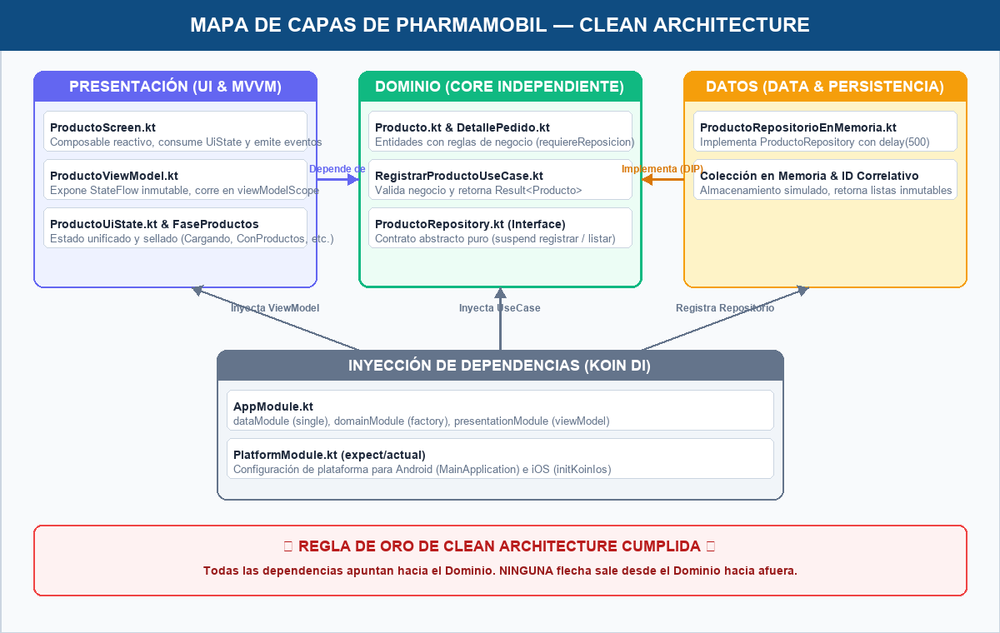 MAPA DE CAPAS DE PHARMAMOBIL — CLEAN ARCHITECTURE
PRESENTACIÓN (UI & MVVM)
ProductoScreen.kt
Composable reactivo, consume UiState y emite eventos
ProductoViewModel.kt
Expone StateFlow inmutable, corre en viewModelScope
ProductoUiState.kt & FaseProductos
Estado unificado y sellado (Cargando, ConProductos, etc.)
Depende de
DOMINIO (CORE INDEPENDIENTE)
Producto.kt & DetallePedido.kt
Entidades con reglas de negocio (requiereReposicion)
RegistrarProductoUseCase.kt
Valida negocio y retorna Result<Producto>
ProductoRepository.kt (Interface)
Contrato abstracto puro (suspend registrar / listar)
Implementa (DIP)
DATOS (DATA & PERSISTENCIA)
ProductoRepositorioEnMemoria.kt
Implementa ProductoRepository con delay(500)
Colección en Memoria & ID Correlativo
Almacenamiento simulado, retorna listas inmutables
Inyecta ViewModel
Inyecta UseCase
Registra Repositorio
INYECCIÓN DE DEPENDENCIAS (KOIN DI)
AppModule.kt
dataModule (single), domainModule (factory), presentationModule (viewModel)
PlatformModule.kt (expect/actual)
Configuración de plataforma para Android (MainApplication) e iOS (initKoinIos)
REGLA DE ORO DE CLEAN ARCHITECTURE CUMPLIDA
Todas las dependencias apuntan hacia el Dominio. NINGUNA flecha sale desde el Dominio hacia afuera.